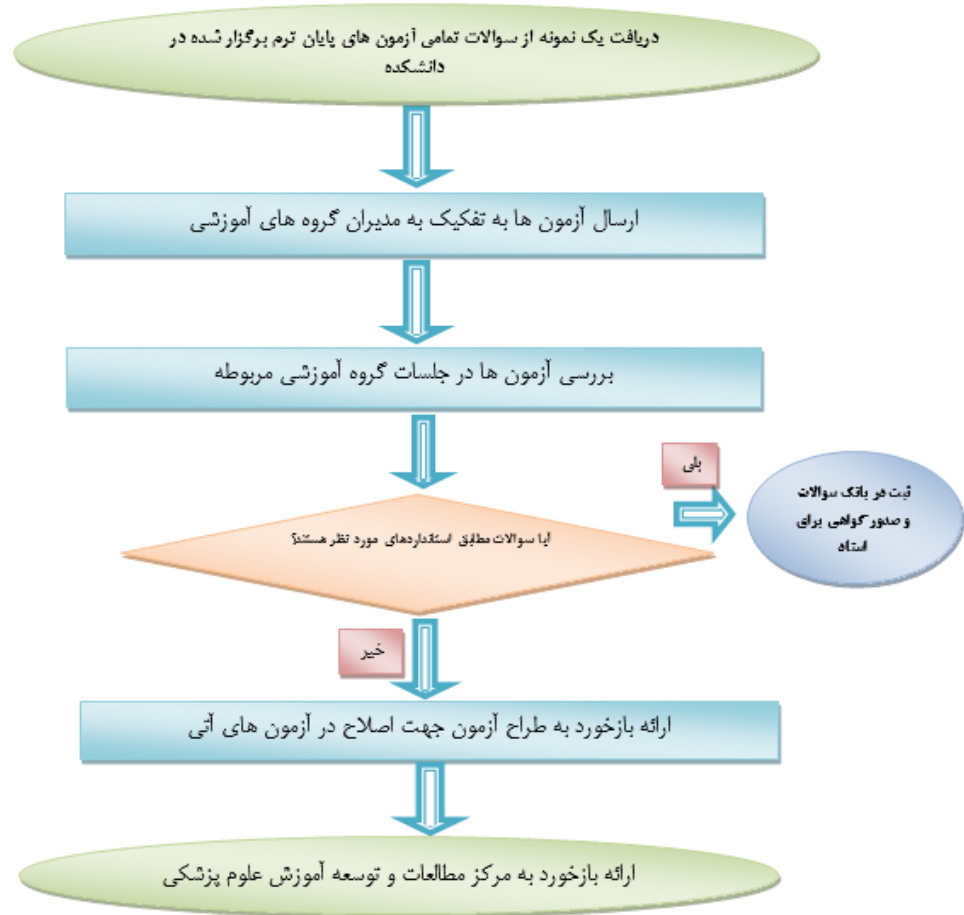 دریافت یک نمونه از سوالات تمامی آزمون های پایان ترم برگزار شده در
دانشکده
ارسال آزمون ها به تفکیک به مدیران گروه های آموزشی
بررسی آزمون ها در جلسات گروه آموزشی مربوطه
آیا سوالات مطابق استانداردهای مورد نظر هستند؟
بلی
ثبت در بانک سوالات
و صدور گواهی برای
استاد
خیر
ارائه بازخورد به طراح آزمون جهت اصلاح در آزمون های آتی
ارائه بازخورد به مرکز مطالعات و توسعه آموزش علوم پزشکی